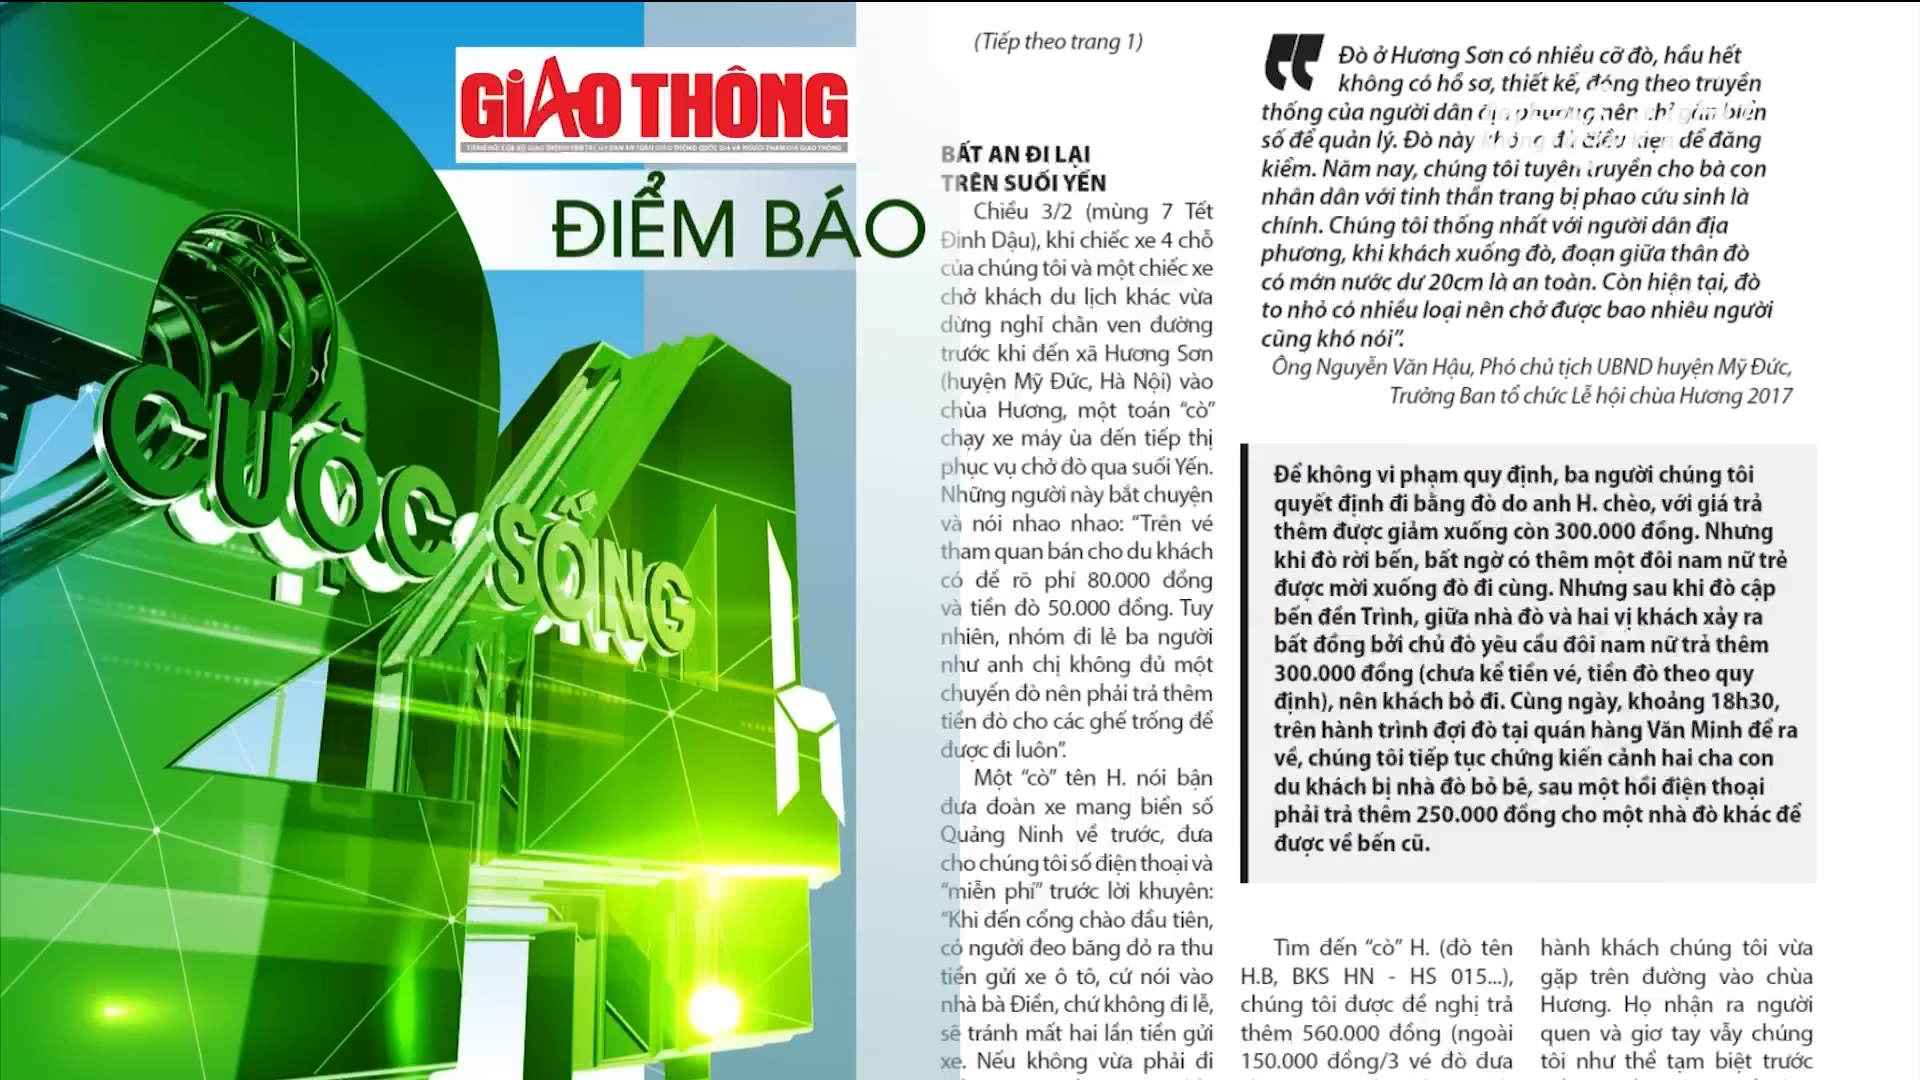 GIAO THÔNG
ĐIỂM BÁO
CUỘC SỐNG
24h
(Tiếp theo trang 1)
BẤT AN ĐI LẠI
TRÊN SUỐI YẾN
Chiều 3/2 (mùng 7 Tết
Đinh Dậu), khi chiếc xe 4 chỗ
của chúng tôi và một chiếc xe
chở khách du lịch khác vừa
dừng nghỉ chân ven đường
trước khi đến xã Hương Sơn
(huyện Mỹ Đức, Hà Nội) vào
chùa Hương, một toán “cò”
chạy xe máy ùa đến tiếp thị
phục vụ chở đò qua suối Yến.
Những người này bắt chuyện
và nói nhao nhao: “Trên vé
tham quan bán cho du khách
có đề rõ phí 80.000 đồng
và tiền đò 50.000 đồng. Tuy
nhiên, nhóm đi lẻ ba người
như anh chị không đủ một
chuyến đò nên phải trả thêm
tiền đò cho các ghế trống để
được đi luôn”.
Một “cò” tên H. nói bận
đưa đoàn xe mang biển số
Quảng Ninh về trước, đưa
cho chúng tôi số điện thoại và
“miễn phí” trước lời khuyên:
“Khi đến cổng chào đầu tiên,
có người đeo băng đỏ ra thu
tiền gửi xe ô tô, cứ nói vào
nhà bà Điền, chứ không đi lễ,
sẽ tránh mất hai lần tiền gửi
xe. Nếu không vừa phải đi
“Đò ở Hương Sơn có nhiều cỡ đò, hầu hết
không có hồ sơ, thiết kế, đóng theo truyền
thống của người dân địa phương nên chỉ gắn biển
số để quản lý. Đò này không đủ điều kiện để đăng
kiểm. Năm nay, chúng tôi tuyên truyền cho bà con
nhân dân với tinh thần trang bị phao cứu sinh là
chính. Chúng tôi thống nhất với người dân địa
phương, khi khách xuống đò, đoạn giữa thân đò
có mớn nước dư 20cm là an toàn. Còn hiện tại, đò
to nhỏ có nhiều loại nên chở được bao nhiêu người
cũng khó nói”.
Ông Nguyễn Văn Hậu, Phó chủ tịch UBND huyện Mỹ Đức,
Trưởng Ban tổ chức Lễ hội chùa Hương 2017
Để không vi phạm quy định, ba người chúng tôi
quyết định đi bằng đò do anh H. chèo, với giá trả
thêm được giảm xuống còn 300.000 đồng. Nhưng
khi đò rời bến, bất ngờ có thêm một đôi nam nữ trẻ
được mời xuống đò đi cùng. Nhưng sau khi đò cập
bến đền Trình, giữa nhà đò và hai vị khách xảy ra
bất đồng bởi chủ đò yêu cầu đôi nam nữ trả thêm
300.000 đồng (chưa kể tiền vé, tiền đò theo quy
định), nên khách bỏ đi. Cùng ngày, khoảng 18h30,
trên hành trình đợi đò tại quán hàng Văn Minh để ra
về, chúng tôi tiếp tục chứng kiến cảnh hai cha con
du khách bị nhà đò bỏ bê, sau một hồi điện thoại
phải trả thêm 250.000 đồng cho một nhà đò khác để
được về bến cũ.
Tìm đến “cò” H. (đò tên
H.B, BKS HN - HS 015...),
chúng tôi được đề nghị trả
thêm 560.000 đồng (ngoài
150.000 đồng/3 vé đò đưa
hành khách chúng tôi vừa
gặp trên đường vào chùa
Hương. Họ nhận ra người
quen và giơ tay vẫy chúng
tôi như thể tạm biệt trước